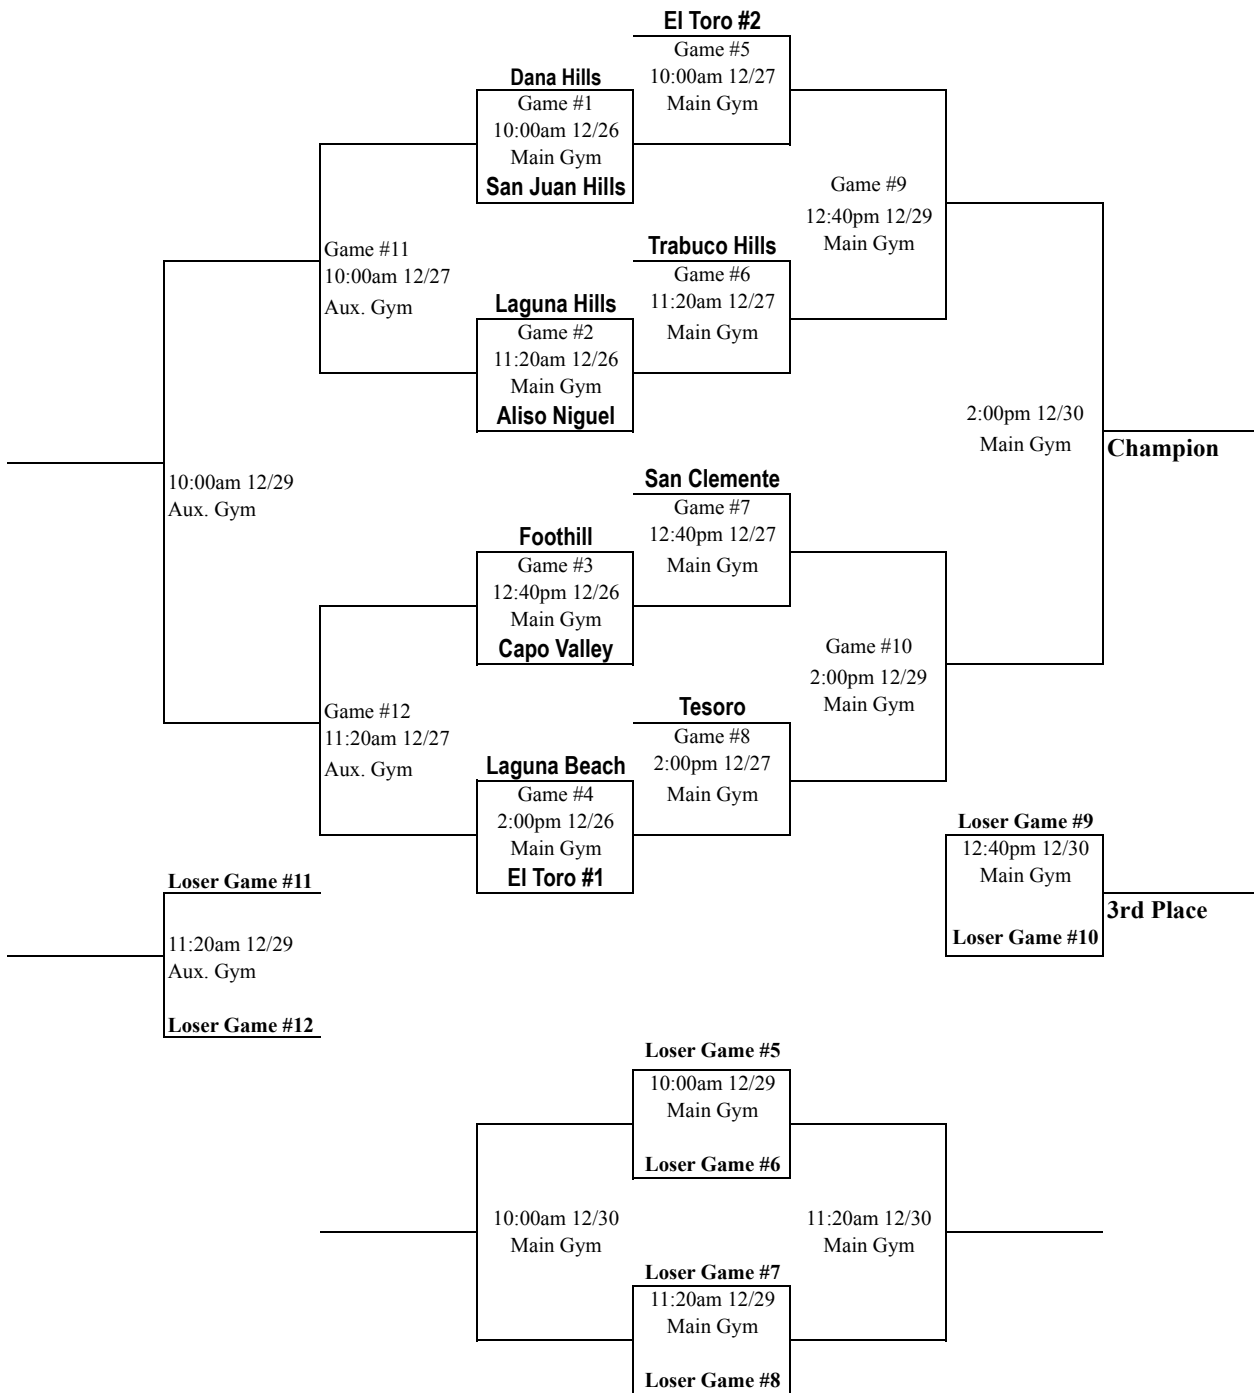 El Toro #2
Game #5
10:00am 12/27
Main Gym
Dana Hills
Game #1
10:00am 12/26
Main Gym
San Juan Hills
Game #9
12:40pm 12/29
Main Gym
Trabuco Hills
Game #6
11:20am 12/27
Main Gym
Game #11
10:00am 12/27
Aux. Gym
Laguna Hills
Game #2
11:20am 12/26
Main Gym
Aliso Niguel
2:00pm 12/30
Main Gym
Champion
10:00am 12/29
Aux. Gym
San Clemente
Game #7
12:40pm 12/27
Main Gym
Foothill
Game #3
12:40pm 12/26
Main Gym
Capo Valley
Game #10
2:00pm 12/29
Main Gym
Tesoro
Game #8
2:00pm 12/27
Main Gym
Game #12
11:20am 12/27
Aux. Gym
Laguna Beach
Game #4
2:00pm 12/26
Main Gym
El Toro #1
Loser Game #9
12:40pm 12/30
Main Gym
Loser Game #10
3rd Place
Loser Game #11
11:20am 12/29
Aux. Gym
Loser Game #12
Loser Game #5
10:00am 12/29
Main Gym
Loser Game #6
10:00am 12/30
Main Gym
11:20am 12/30
Main Gym
Loser Game #7
11:20am 12/29
Main Gym
Loser Game #8